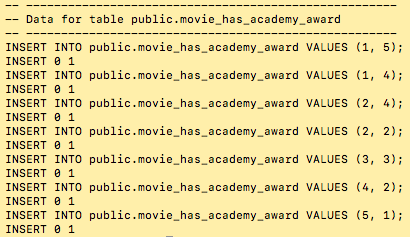 -- -----------------------------------------------------
-- Data for table public.movie_has_academy_award
-- -----------------------------------------------------
INSERT INTO public.movie_has_academy_award VALUES (1, 5);
INSERT 0 1
INSERT INTO public.movie_has_academy_award VALUES (1, 4);
INSERT 0 1
INSERT INTO public.movie_has_academy_award VALUES (2, 4);
INSERT 0 1
INSERT INTO public.movie_has_academy_award VALUES (2, 2);
INSERT 0 1
INSERT INTO public.movie_has_academy_award VALUES (3, 3);
INSERT 0 1
INSERT INTO public.movie_has_academy_award VALUES (4, 2);
INSERT 0 1
INSERT INTO public.movie_has_academy_award VALUES (5, 1);
INSERT 0 1